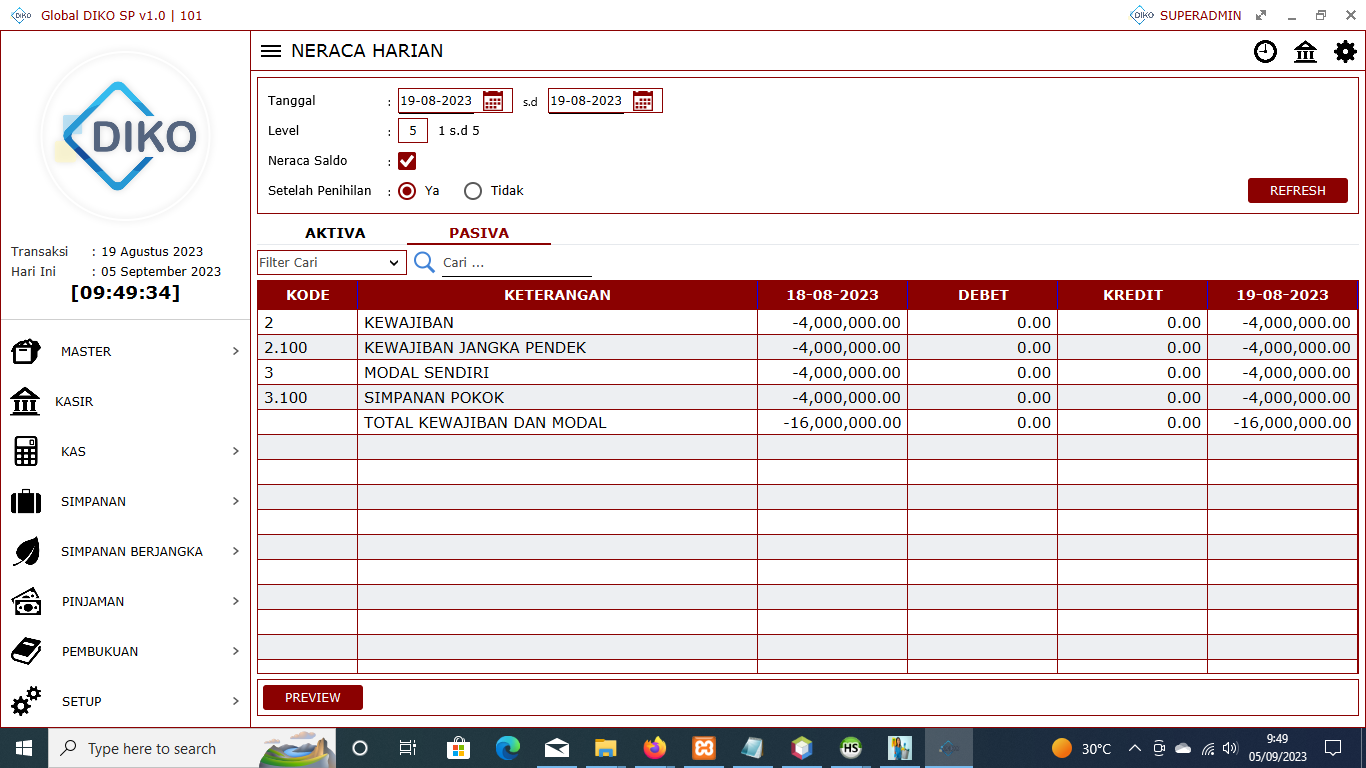 DIKO Global DIKO SP v1.0 | 101
DIKO SUPERADMIN
DIKO
Transaksi : 19 Agustus 2023
Hari Ini : 05 September 2023
[09:49:34]
MASTER
KASIR
KAS
SIMPANAN
SIMPANAN BERJANGKA
PINJAMAN
PEMBUKUAN
SETUP
NERACA HARIAN
Tanggal : 19-08-2023 s.d 19-08-2023
Level : 5 1 s.d 5
Neraca Saldo :
Setelah Penihilan : Ya Tidak
REFRESH
AKTIVA PASIVA
Filter Cari Cari ...
KODE KETERANGAN 18-08-2023 DEBET KREDIT 19-08-2023
2 KEWAJIBAN -4,000,000.00 0.00 0.00 -4,000,000.00
2.100 KEWAJIBAN JANGKA PENDEK -4,000,000.00 0.00 0.00 -4,000,000.00
3 MODAL SENDIRI -4,000,000.00 0.00 0.00 -4,000,000.00
3.100 SIMPANAN POKOK -4,000,000.00 0.00 0.00 -4,000,000.00
TOTAL KEWAJIBAN DAN MODAL -16,000,000.00 0.00 0.00 -16,000,000.00
PREVIEW
Type here to search
HS
30°C
9:49
05/09/2023